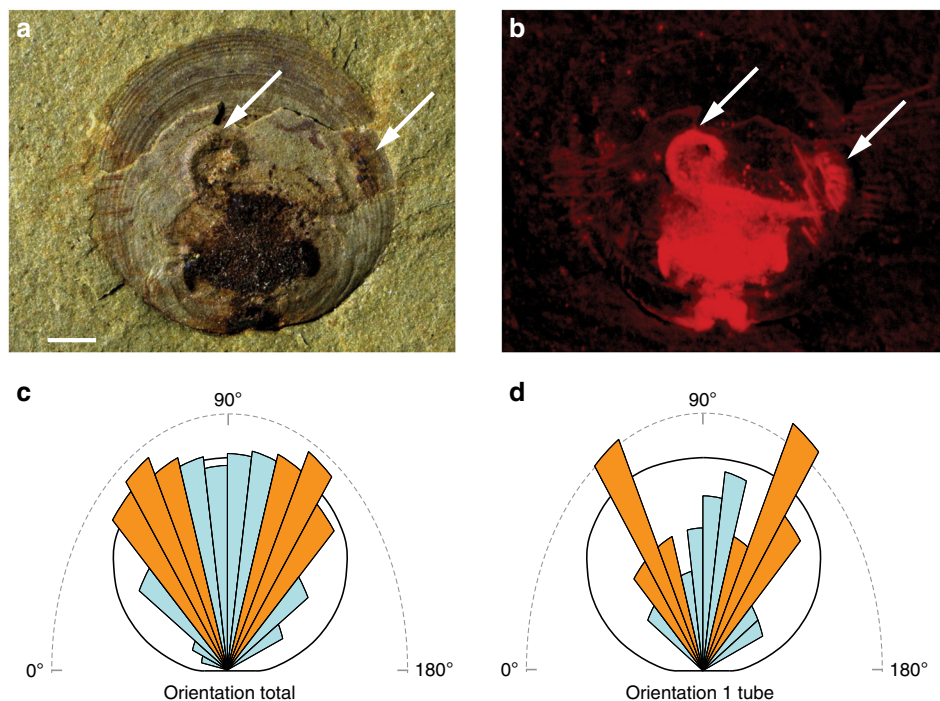 a
b
c
90°
0°
180°
Orientation total
d
90°
0°
180°
Orientation 1 tube